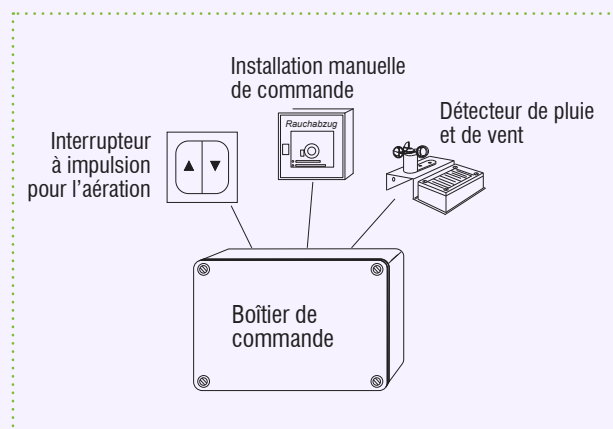 Installation manuelle
de commande
Rauchabzug
Détecteur de pluie
et de vent
Interrupteur
à impulsion
pour l'aération
Boîtier de
commande